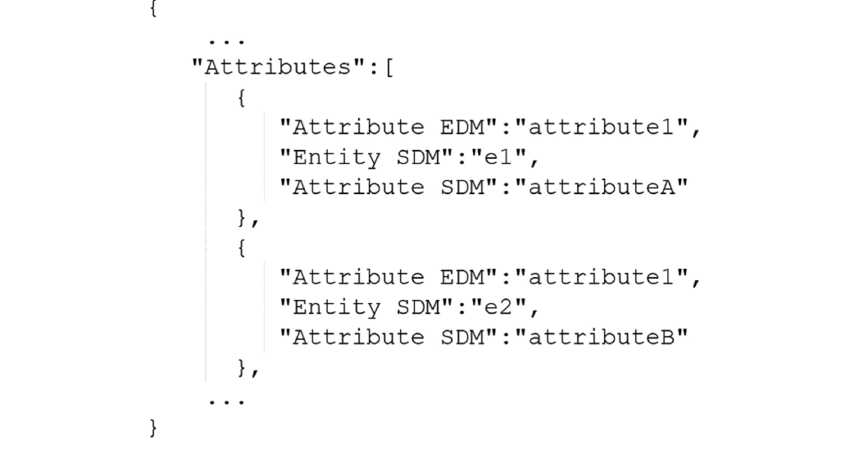 {
...
"Attributes":[
{
"Attribute EDM":"attribute1",
"Entity SDM":"e1",
"Attribute SDM":"attributeA"
},
{
"Attribute EDM":"attribute1",
"Entity SDM":"e2",
"Attribute SDM":"attributeB"
},
...
}